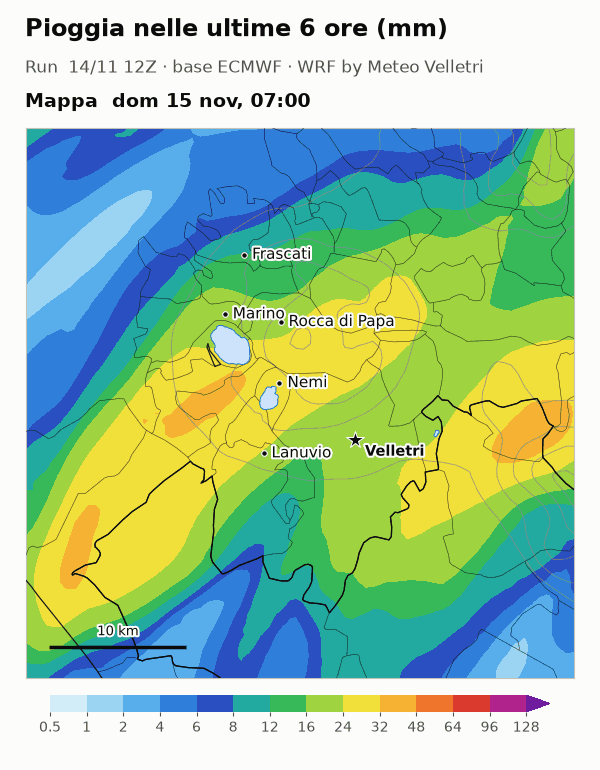 Pioggia nelle ultime 6 ore (mm)
Run  14/11 12Z · base ECMWF · WRF by Meteo Velletri
Mappa  dom 15 nov, 07:00
Frascati
Marino
Rocca di Papa
Nemi
Velletri
Lanuvio
10 km
0.5 1 2 4 6 8 12 16 24 32 48 64 96 128